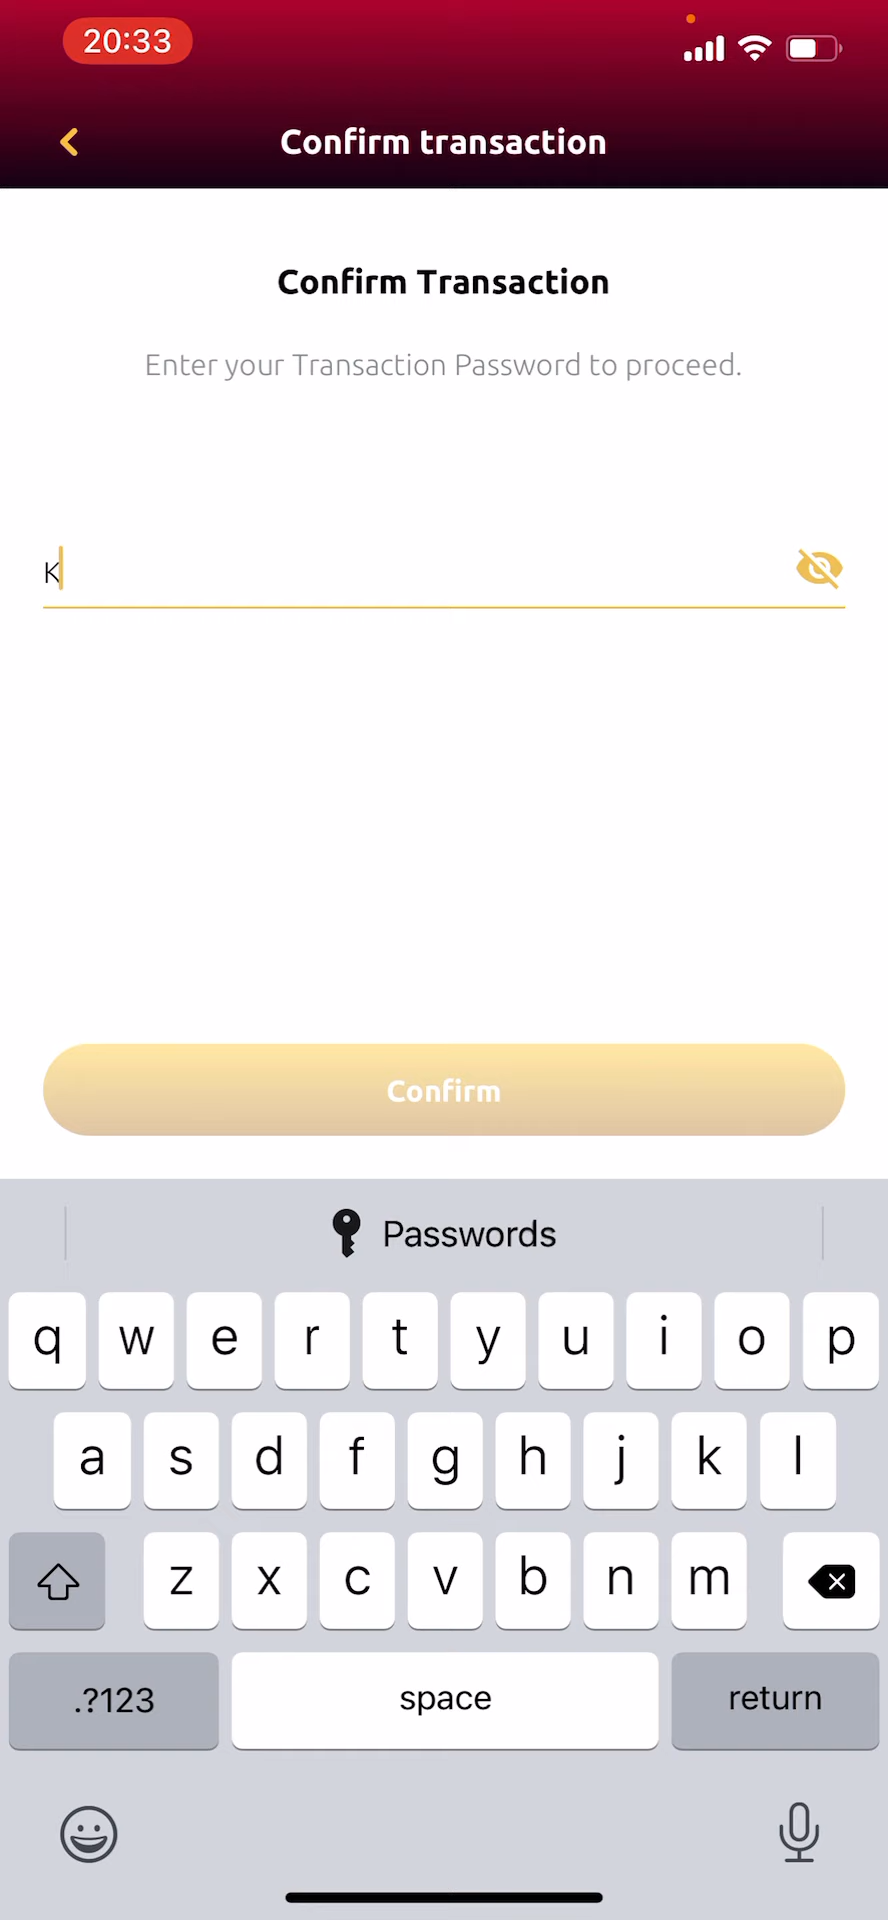 20:33
Confirm transaction
Confirm Transaction
Enter your Transaction Password to proceed.
K
Confirm
Passwords
q w e r t y u i o p
a s d f g h j k l
z x c v b n m
.?123 space return